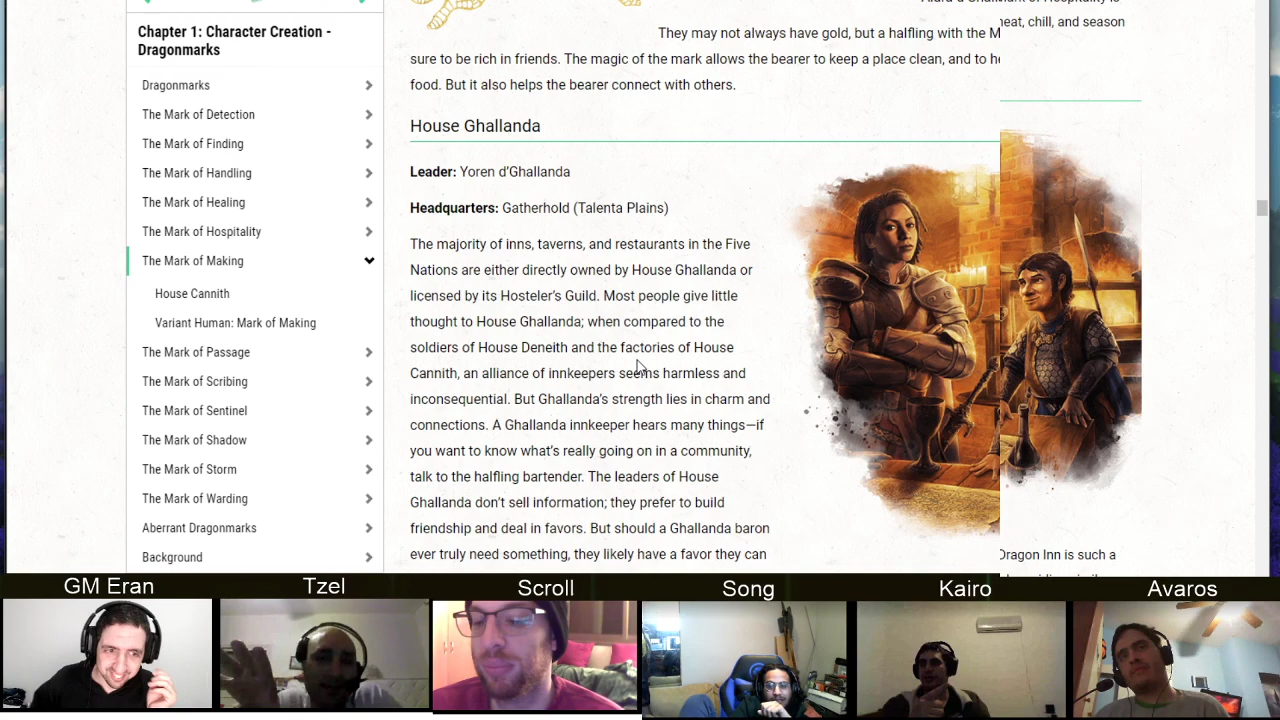 Chapter 1: Character Creation -
Dragonmarks
Dragonmarks
The Mark of Detection
The Mark of Finding
The Mark of Handling
The Mark of Healing
The Mark of Hospitality
The Mark of Making
House Cannith
Variant Human: Mark of Making
The Mark of Passage
The Mark of Scribing
The Mark of Sentinel
The Mark of Shadow
The Mark of Storm
The Mark of Warding
Aberrant Dragonmarks
Background
They may not always have gold, but a halfling with the M
sure to be rich in friends. The magic of the mark allows the bearer to keep a place clean, and to he
food. But it also helps the bearer connect with others.
House Ghallanda
Leader: Yoren d'Ghallanda
Headquarters: Gatherhold (Talenta Plains)
The majority of inns, taverns, and restaurants in the Five
Nations are either directly owned by House Ghallanda or
licensed by its Hosteler's Guild. Most people give little
thought to House Ghallanda; when compared to the
soldiers of House Deneith and the factories of House
Cannith, an alliance of innkeepers seems harmless and
inconsequential. But Ghallanda's strength lies in charm and
connections. A Ghallanda innkeeper hears many things—if
you want to know what's really going on in a community,
talk to the halfling bartender. The leaders of House
Ghallanda don't sell information; they prefer to build
friendship and deal in favors. But should a Ghallanda baron
ever truly need something, they likely have a favor they can
heat, chill, and season
Dragon Inn is such a
GM Eran
Tzel
Scroll
Song
Kairo
Avaros